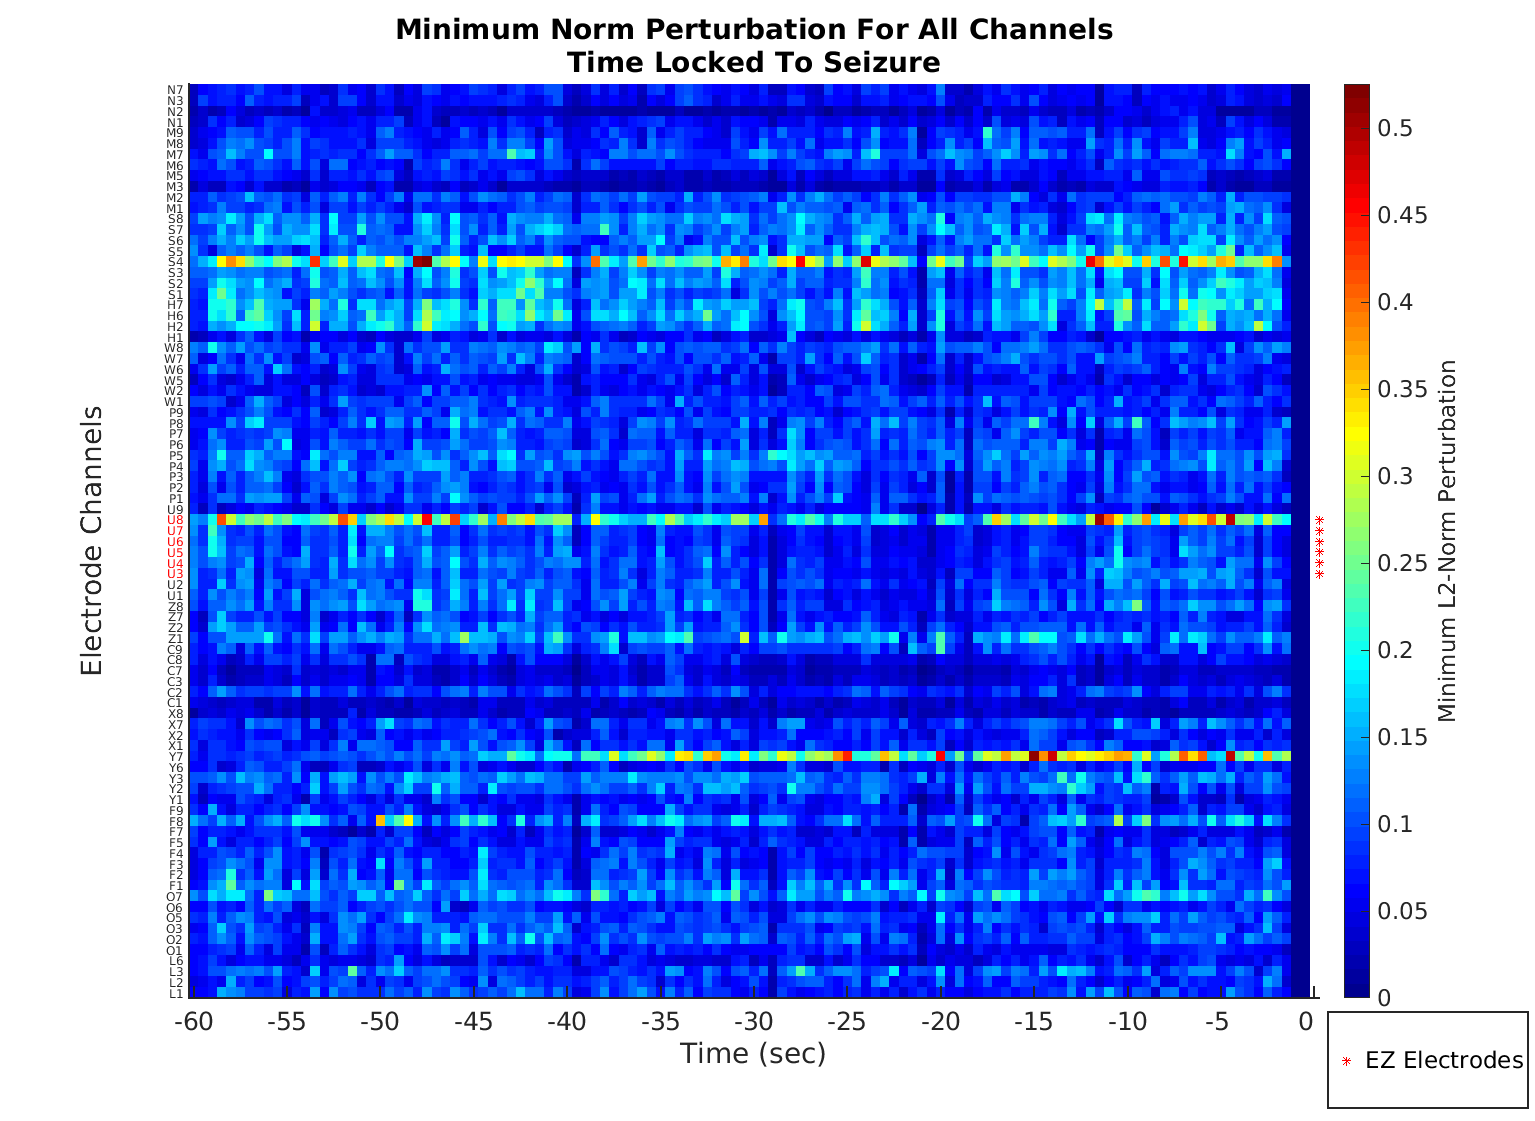 Minimum Norm Perturbation For All Channels
Time Locked To Seizure
Electrode Channels
N7
N3
N2
N1
M9
M8
M7
M6
M5
M3
M2
M1
S8
S7
S6
S5
S4
S3
S2
S1
H7
H6
H2
H1
W8
W7
W6
W5
W2
W1
P9
P8
P7
P6
P5
P4
P3
P2
P1
U9
U8
U7
U6
U5
U4
U3
U2
U1
Z8
Z7
Z2
Z1
C9
C8
C7
C3
C2
C1
X8
X7
X2
X1
Y7
Y6
Y3
Y2
Y1
F9
F8
F7
F5
F4
F3
F2
F1
O7
O6
O5
O3
O2
O1
L6
L3
L2
L1
-60 -55 -50 -45 -40 -35 -30 -25 -20 -15 -10 -5 0
Time (sec)
0.5
0.45
0.4
0.35
0.3
0.25
0.2
0.15
0.1
0.05
0
Minimum L2-Norm Perturbation
EZ Electrodes